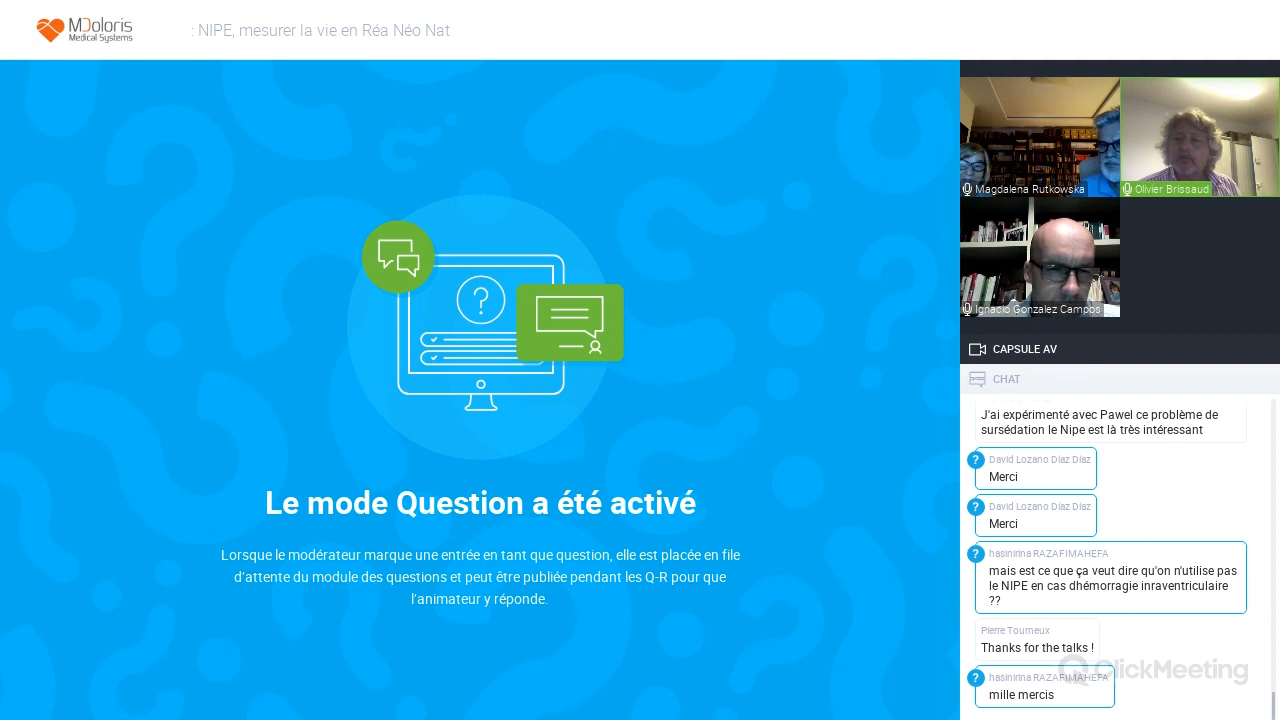 MDoloris
Medical Systems
: NIPE, mesurer la vie en Réa Néo Nat
Magdalena Rutkowska
Olivier Brissaud
Ignacio Gonzalez Campos
CAPSULE AV
CHAT
J'ai expérimenté avec Pawel ce problème de
sursédation le Nipe est là très intéressant
? David Lozano Díaz Díaz
Merci
? David Lozano Díaz Díaz
Merci
? hasinirina RAZAFIMAHEFA
mais est ce que ça veut dire qu'on n'utilise pas
le NIPE en cas dhémorragie inraventriculaire
??
Pierre Tourneux
Thanks for the talks !
? hasinirina RAZAFIMAHEFA
mille mercis
ClickMeeting
?
Le mode Question a été activé
Lorsque le modérateur marque une entrée en tant que question, elle est placée en file
d'attente du module des questions et peut être publiée pendant les Q-R pour que
l'animateur y réponde.